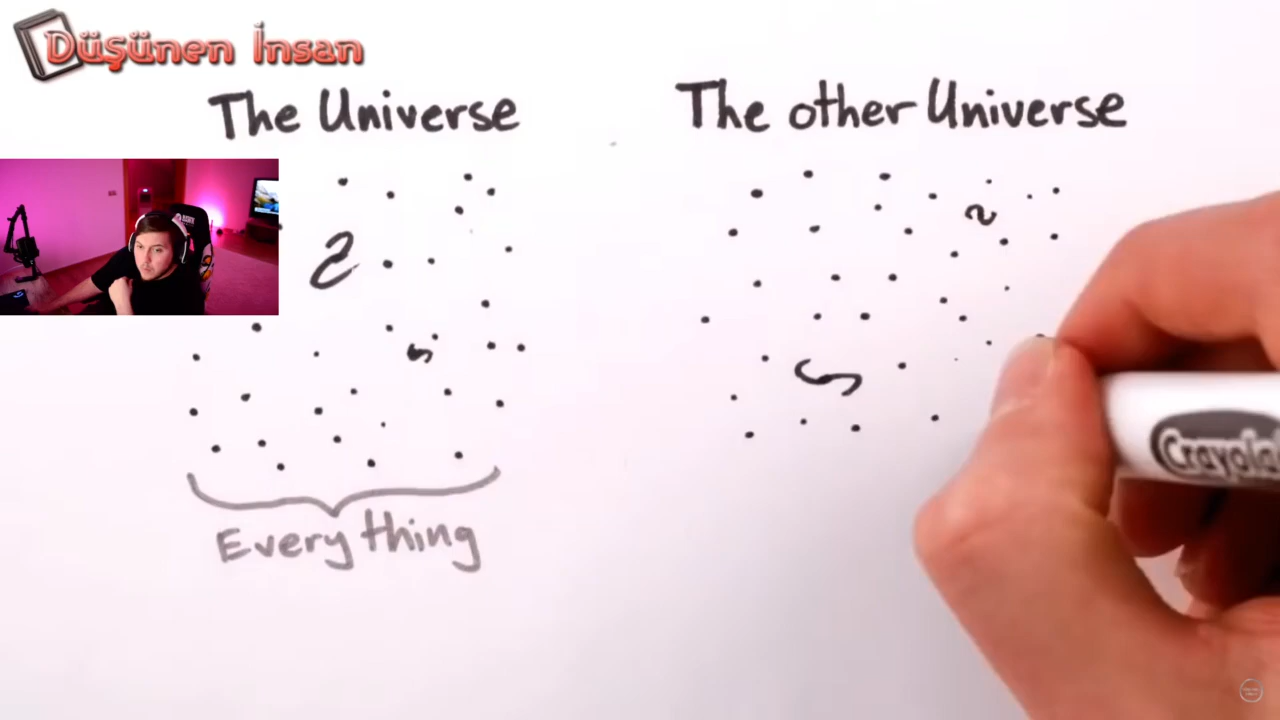 Düşünen İnsan
The Universe
The other Universe
Everything
Crayola